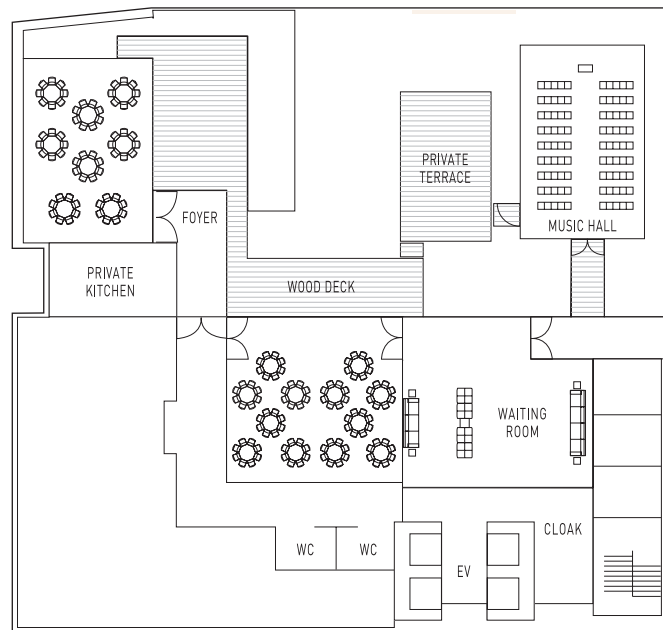 PRIVATE
TERRACE
FOYER
MUSIC HALL
PRIVATE
KITCHEN
WOOD DECK
WAITING
ROOM
CLOAK
WC
WC
EV